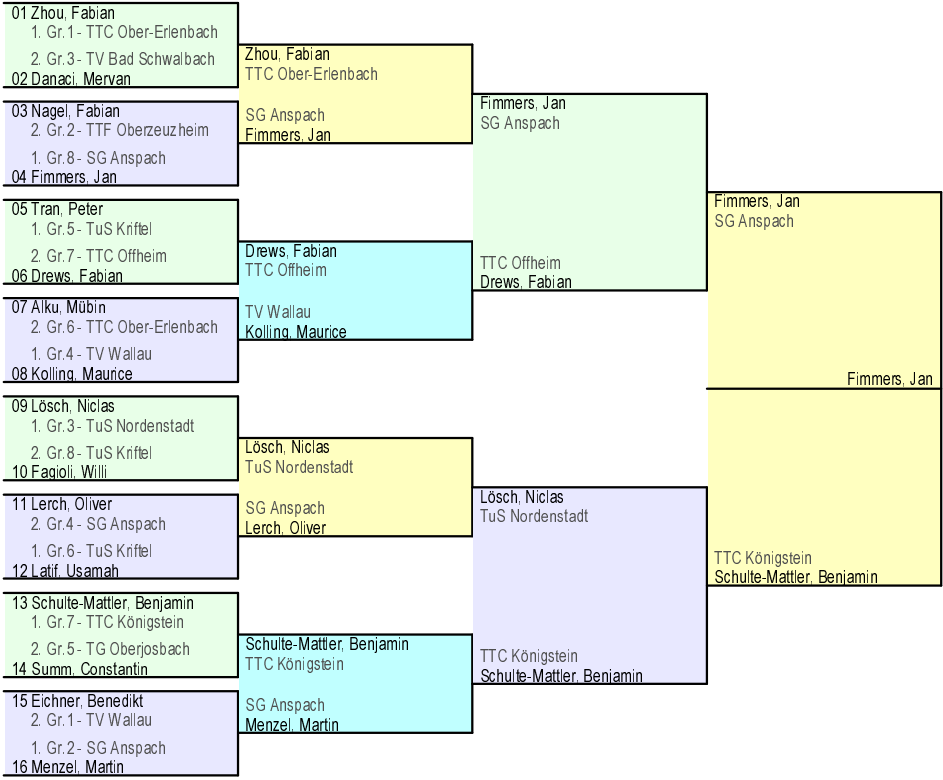 01 Zhou, Fabian
1. Gr.1 - TTC Ober-Erlenbach
2. Gr.3 - TV Bad Schwalbach
02 Danaci, Mervan
03 Nagel, Fabian
2. Gr.2 - TTF Oberzeuzheim
1. Gr.8 - SG Anspach
04 Fimmers, Jan
05 Tran, Peter
1. Gr.5 - TuS Kriftel
2. Gr.7 - TTC Offheim
06 Drews, Fabian
07 Alku, Mübin
2. Gr.6 - TTC Ober-Erlenbach
1. Gr.4 - TV Wallau
08 Kolling, Maurice
09 Lösch, Niclas
1. Gr.3 - TuS Nordenstadt
2. Gr.8 - TuS Kriftel
10 Fagioli, Willi
11 Lerch, Oliver
2. Gr.4 - SG Anspach
1. Gr.6 - TuS Kriftel
12 Latif, Usamah
13 Schulte-Mattler, Benjamin
1. Gr.7 - TTC Königstein
2. Gr.5 - TG Oberjosbach
14 Summ, Constantin
15 Eichner, Benedikt
2. Gr.1 - TV Wallau
1. Gr.2 - SG Anspach
16 Menzel, Martin
Zhou, Fabian
TTC Ober-Erlenbach
SG Anspach
Fimmers, Jan
Drews, Fabian
TTC Offheim
TV Wallau
Kolling, Maurice
Lösch, Niclas
TuS Nordenstadt
SG Anspach
Lerch, Oliver
Schulte-Mattler, Benjamin
TTC Königstein
SG Anspach
Menzel, Martin
Fimmers, Jan
SG Anspach
TTC Offheim
Drews, Fabian
Lösch, Niclas
TuS Nordenstadt
TTC Königstein
Schulte-Mattler, Benjamin
Fimmers, Jan
SG Anspach
TTC Königstein
Schulte-Mattler, Benjamin
Fimmers, Jan